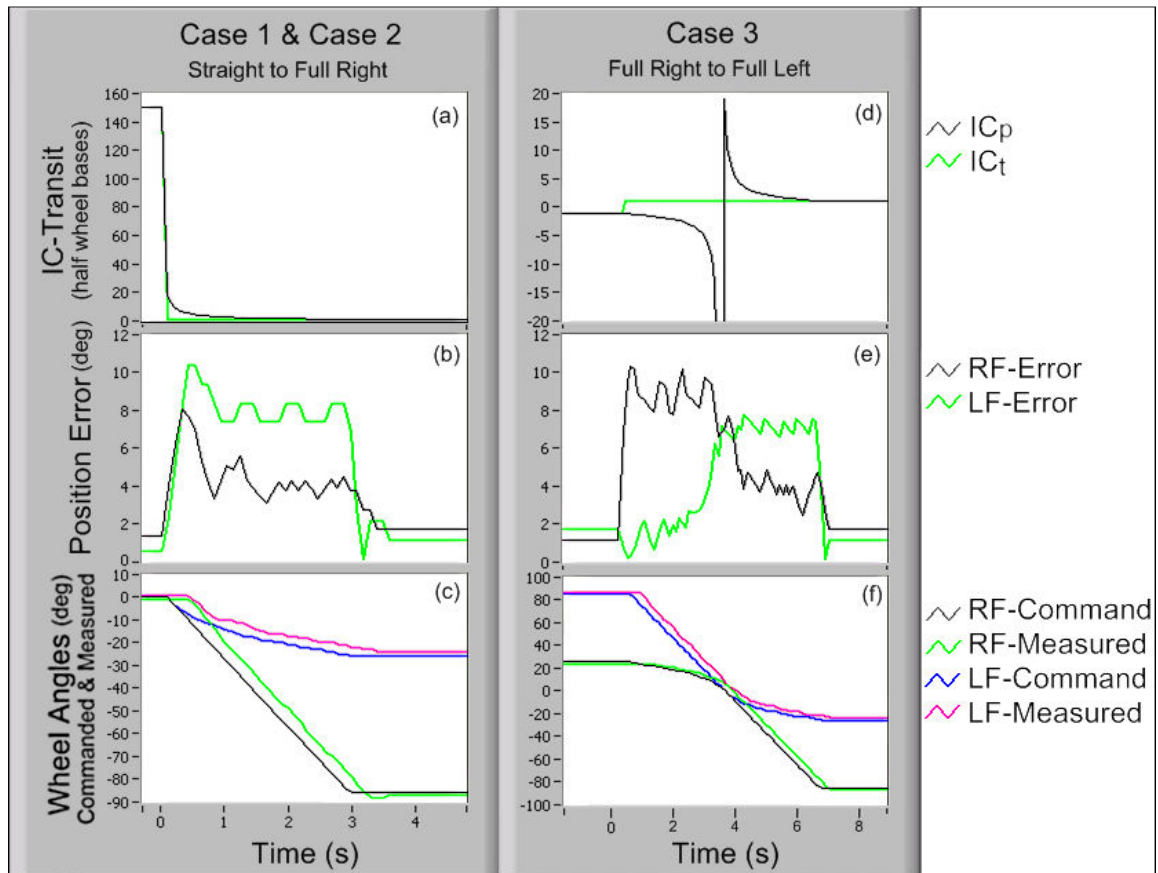 Case 1 & Case 2
Straight to Full Right
Case 3
Full Right to Full Left
IC-Transit
(half wheel bases)
160
140
120
100
80
60
40
20
0
(a)
20
15
10
5
0
-5
-10
-15
-20
(d)
ICp
ICt
Position Error (deg)
12
10
8
6
4
2
0
(b)
12
10
8
6
4
2
0
(e)
RF-Error
LF-Error
Wheel Angles (deg)
Commanded & Measured
10
0
-10
-20
-30
-40
-50
-60
-70
-80
-90
(c)
0
1
2
3
4
Time (s)
100
80
60
40
20
0
-20
-40
-60
-80
-100
(f)
0
2
4
6
8
Time (s)
RF-Command
RF-Measured
LF-Command
LF-Measured